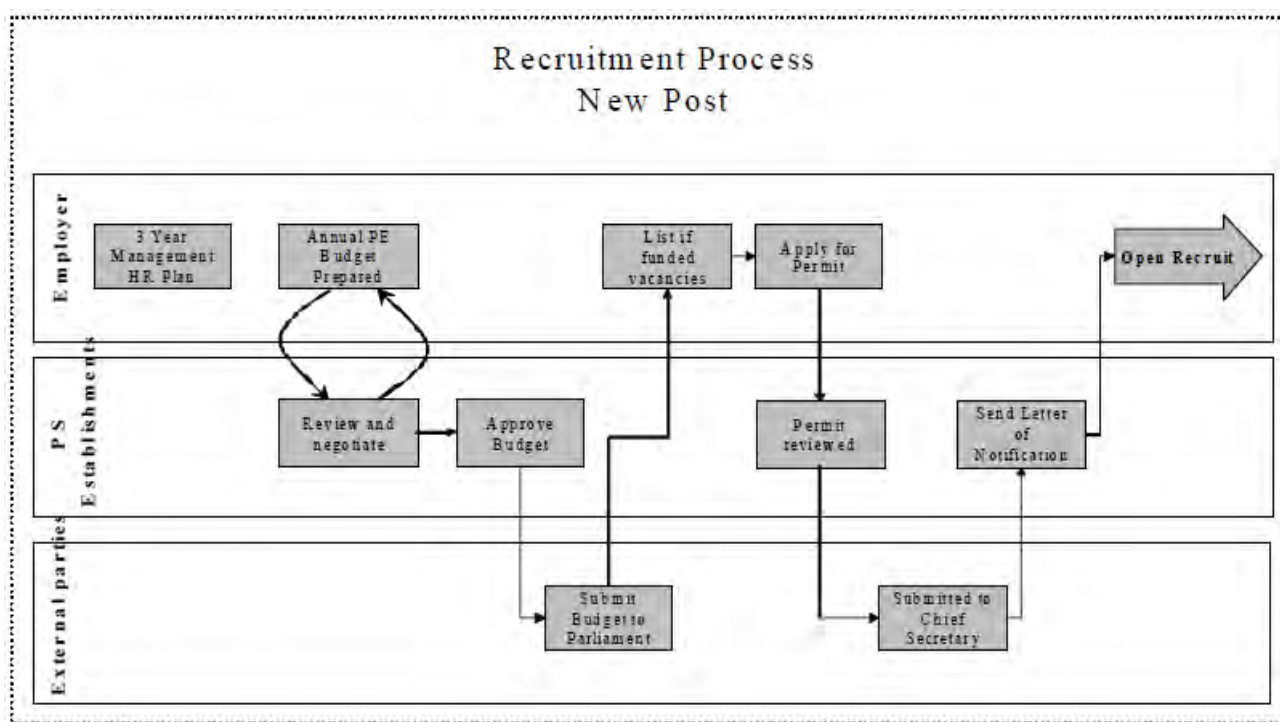 Recruitment Process
New Post
Employer
3 Year
Management
HR Plan
Annual PE
Budget
Prepared
List if
funded
vacancies
Apply for
Permit
Open Recruit
PS
Establishments
Review and
negotiate
Approve
Budget
Permit
reviewed
Send Letter
of
Notification
External parties
Submit
Budget to
Parliament
Submitted to
Chief
Secretary